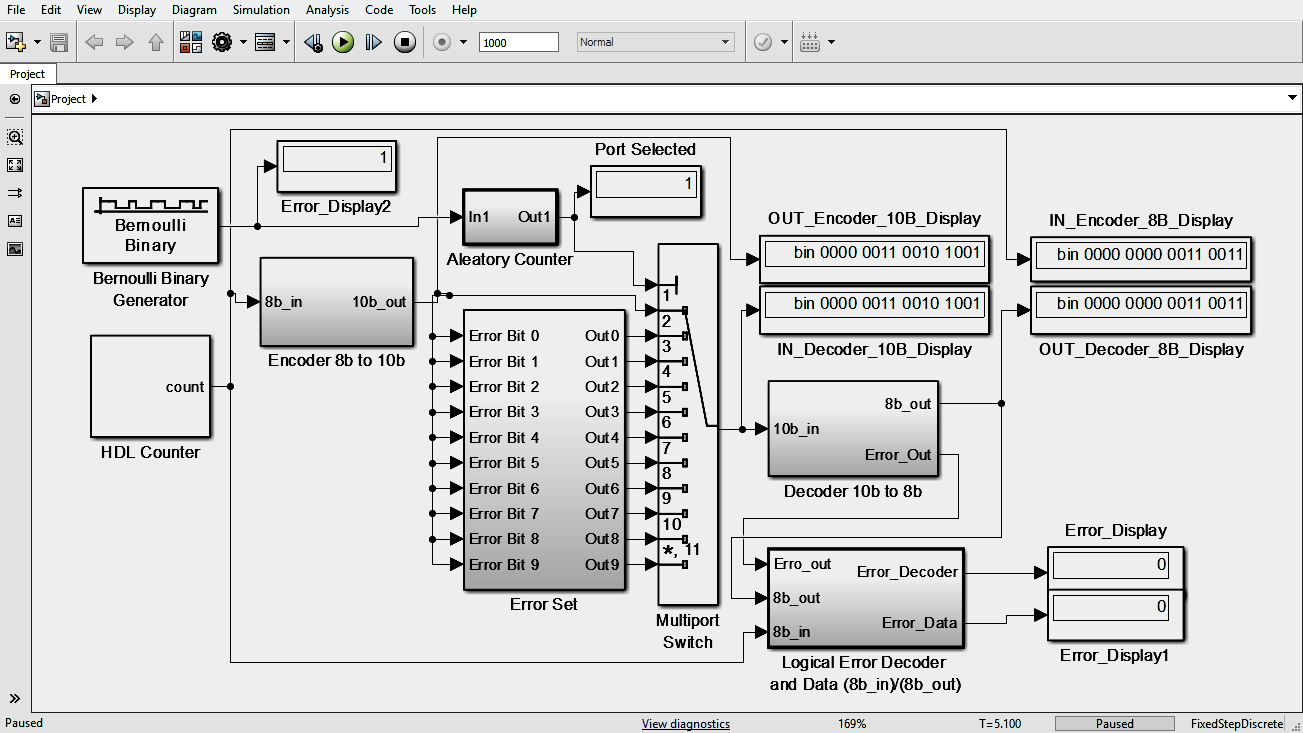 File Edit View Display Diagram Simulation Analysis Code Tools Help
1000 Normal
Project
Project
Port Selected
1
1
Error_Display2
Bernoulli
Binary
Bernoulli Binary
Generator
In1 Out1
Aleatory Counter
OUT_Encoder_10B_Display
bin 0000 0011 0010 1001
IN_Encoder_8B_Display
bin 0000 0000 0011 0011
8b_in 10b_out
Encoder 8b to 10b
bin 0000 0011 0010 1001
IN_Decoder_10B_Display
bin 0000 0000 0011 0011
OUT_Decoder_8B_Display
count
HDL Counter
Error Bit 0 Out0
Error Bit 1 Out1
Error Bit 2 Out2
Error Bit 3 Out3
Error Bit 4 Out4
Error Bit 5 Out5
Error Bit 6 Out6
Error Bit 7 Out7
Error Bit 8 Out8
Error Bit 9 Out9
Error Set
1
2
3
4
5
6
7
8
9
10
*, 11
Multiport
Switch
8b_out
10b_in
Error_Out
Decoder 10b to 8b
Erro_out Error_Decoder
8b_out
Error_Data
8b_in
Logical Error Decoder
and Data (8b_in)/(8b_out)
Error_Display
0
0
Error_Display1
Paused View diagnostics 169% T=5.100 Paused FixedStepDiscrete